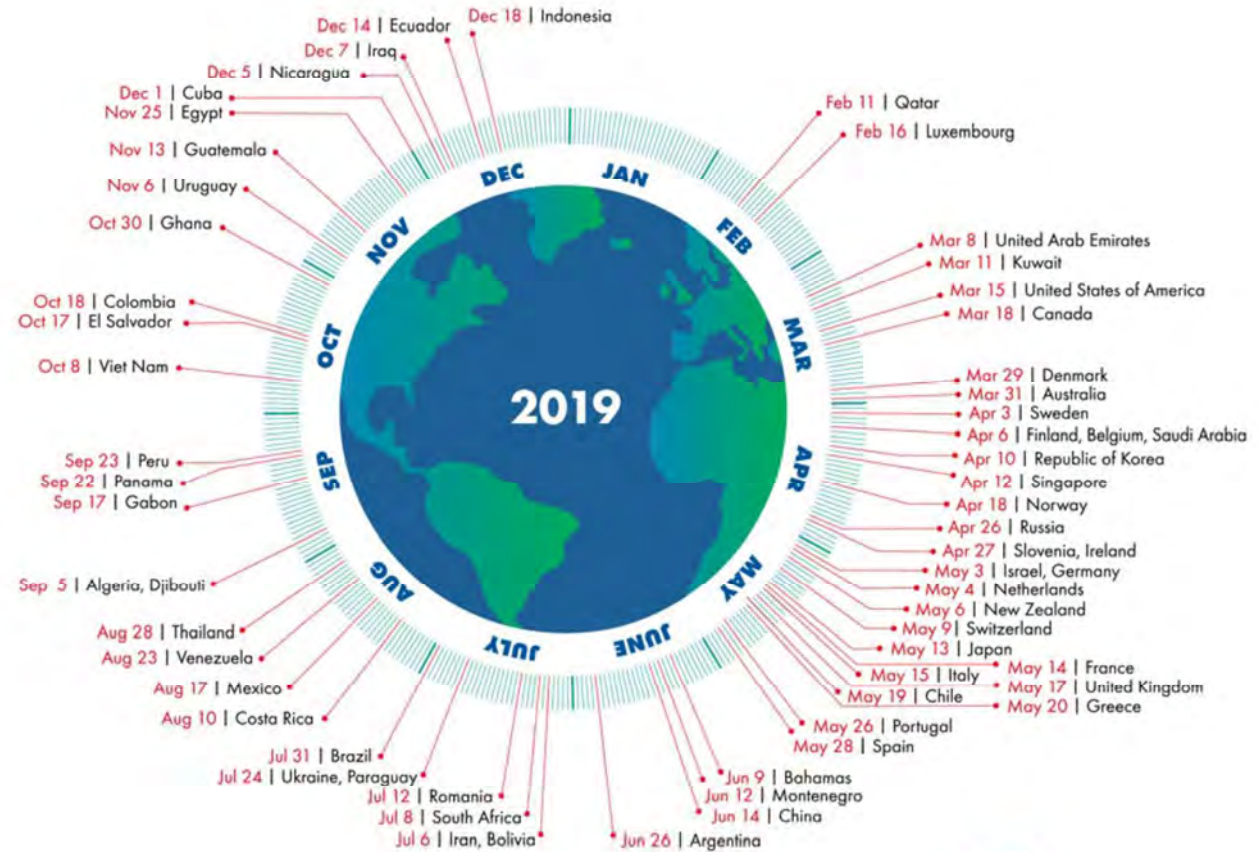 Dec 18 | Indonesia
Dec 14 | Ecuador
Dec 7 | Iraq
Dec 5 | Nicaragua
Dec 1 | Cuba
Nov 25 | Egypt
Nov 13 | Guatemala
Nov 6 | Uruguay
Oct 30 | Ghana
Oct 18 | Colombia
Oct 17 | El Salvador
Oct 8 | Viet Nam
Sep 23 | Peru
Sep 22 | Panama
Sep 17 | Gabon
Sep 5 | Algeria, Djibouti
Aug 28 | Thailand
Aug 23 | Venezuela
Aug 17 | Mexico
Aug 10 | Costa Rica
Jul 31 | Brazil
Jul 24 | Ukraine, Paraguay
Jul 12 | Romania
Jul 8 | South Africa
Jul 6 | Iran, Bolivia
JAN
FEB
MAR
APR
MAY
JUNE
JULY
AUG
SEP
OCT
NOV
DEC
2019
Feb 11 | Qatar
Feb 16 | Luxembourg
Mar 8 | United Arab Emirates
Mar 11 | Kuwait
Mar 15 | United States of America
Mar 18 | Canada
Mar 29 | Denmark
Mar 31 | Australia
Apr 3 | Sweden
Apr 6 | Finland, Belgium, Saudi Arabia
Apr 10 | Republic of Korea
Apr 12 | Singapore
Apr 18 | Norway
Apr 26 | Russia
Apr 27 | Slovenia, Ireland
May 3 | Israel, Germany
May 4 | Netherlands
May 6 | New Zealand
May 9 | Switzerland
May 13 | Japan
May 14 | France
May 15 | Italy
May 17 | United Kingdom
May 19 | Chile
May 20 | Greece
May 26 | Portugal
May 28 | Spain
Jun 9 | Bahamas
Jun 12 | Montenegro
Jun 14 | China
Jun 26 | Argentina